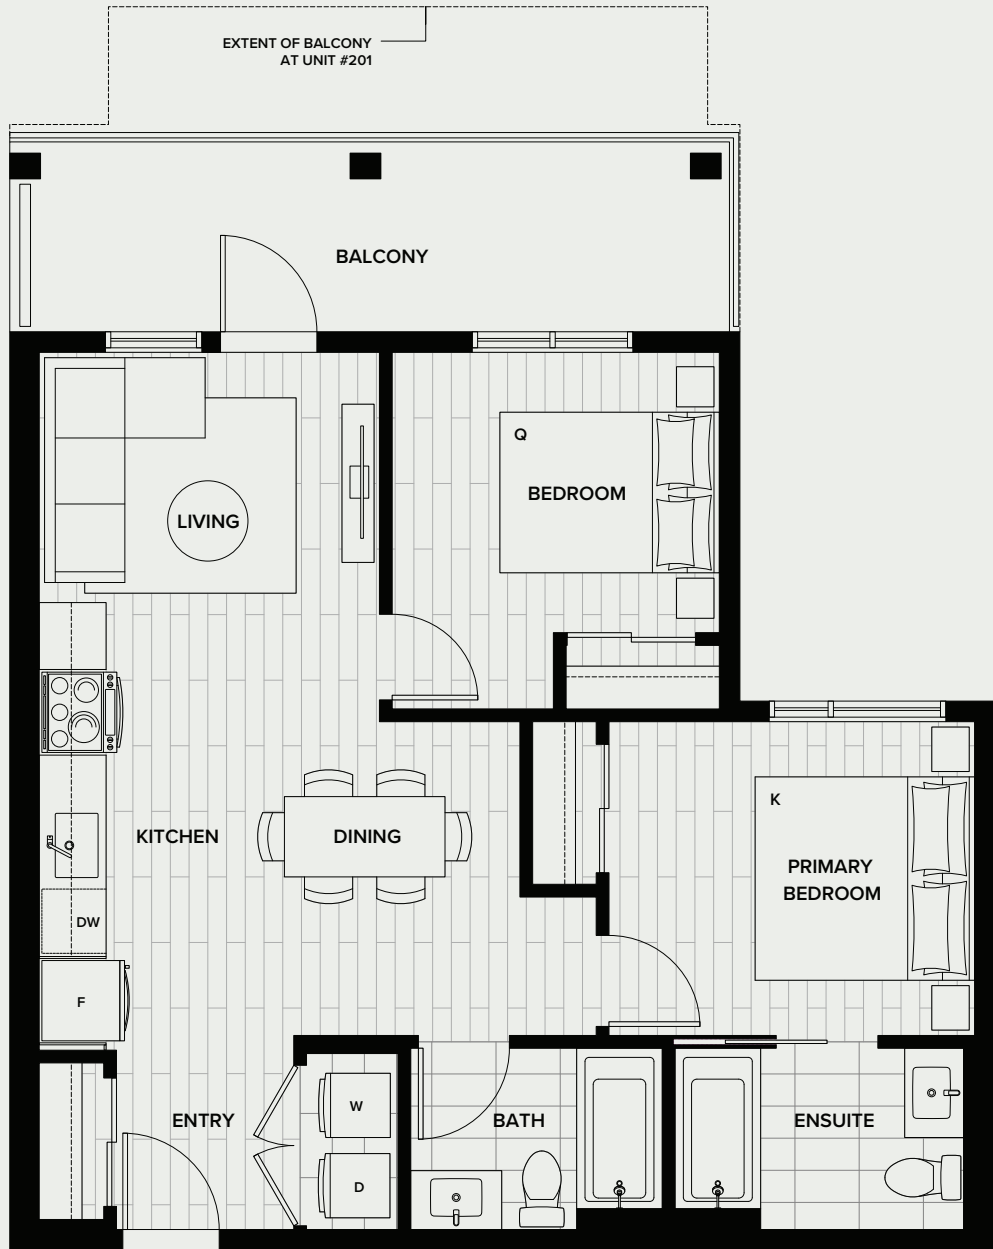 EXTENT OF BALCONY
AT UNIT #201
BALCONY
Q
BEDROOM
LIVING
K
KITCHEN
DINING
PRIMARY
BEDROOM
DW
F
W
ENTRY
BATH
ENSUITE
D